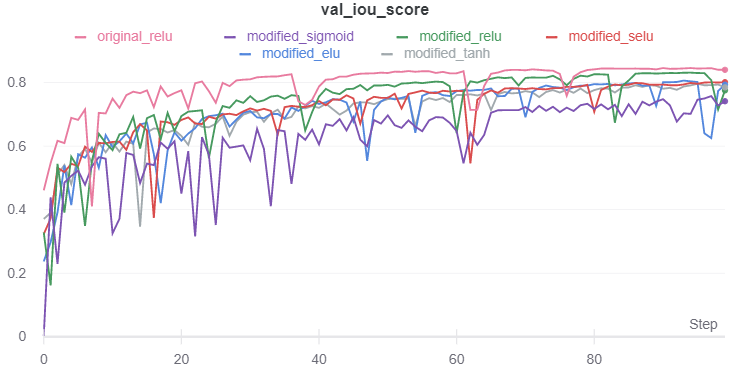 val_iou_score
original_relu modified_sigmoid modified_relu modified_selu
modified_elu modified_tanh
0.8
0.6
0.4
0.2
0
Step
0 20 40 60 80